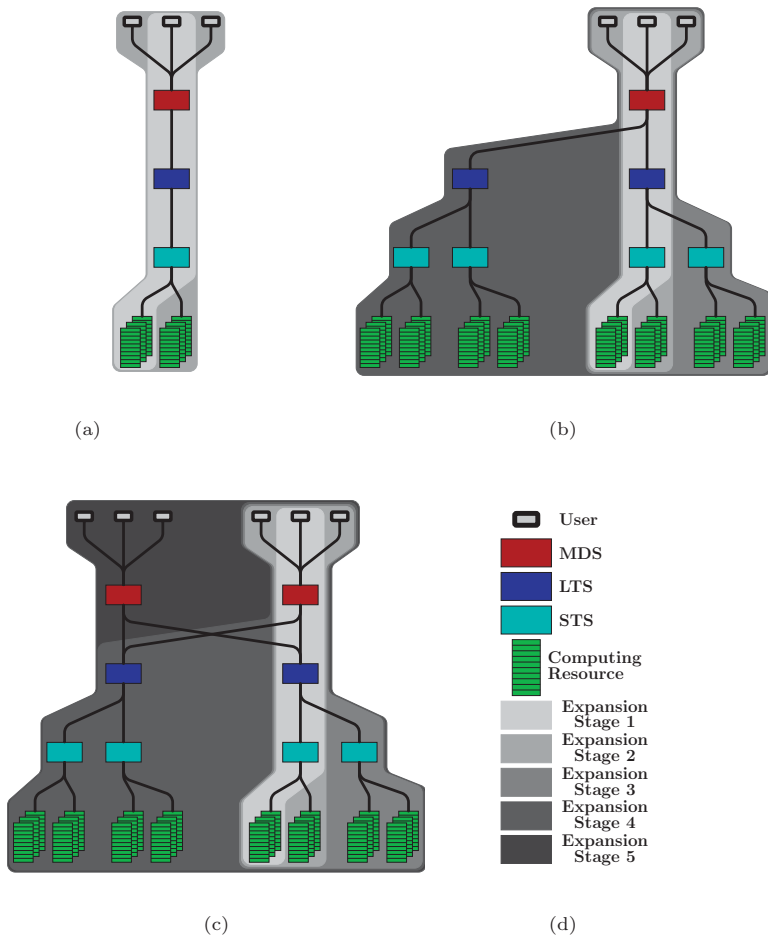 (a)
(b)
User
MDS
LTS
STS
Computing
Resource
Expansion
Stage 1
Expansion
Stage 2
Expansion
Stage 3
Expansion
Stage 4
Expansion
Stage 5
(c)
(d)